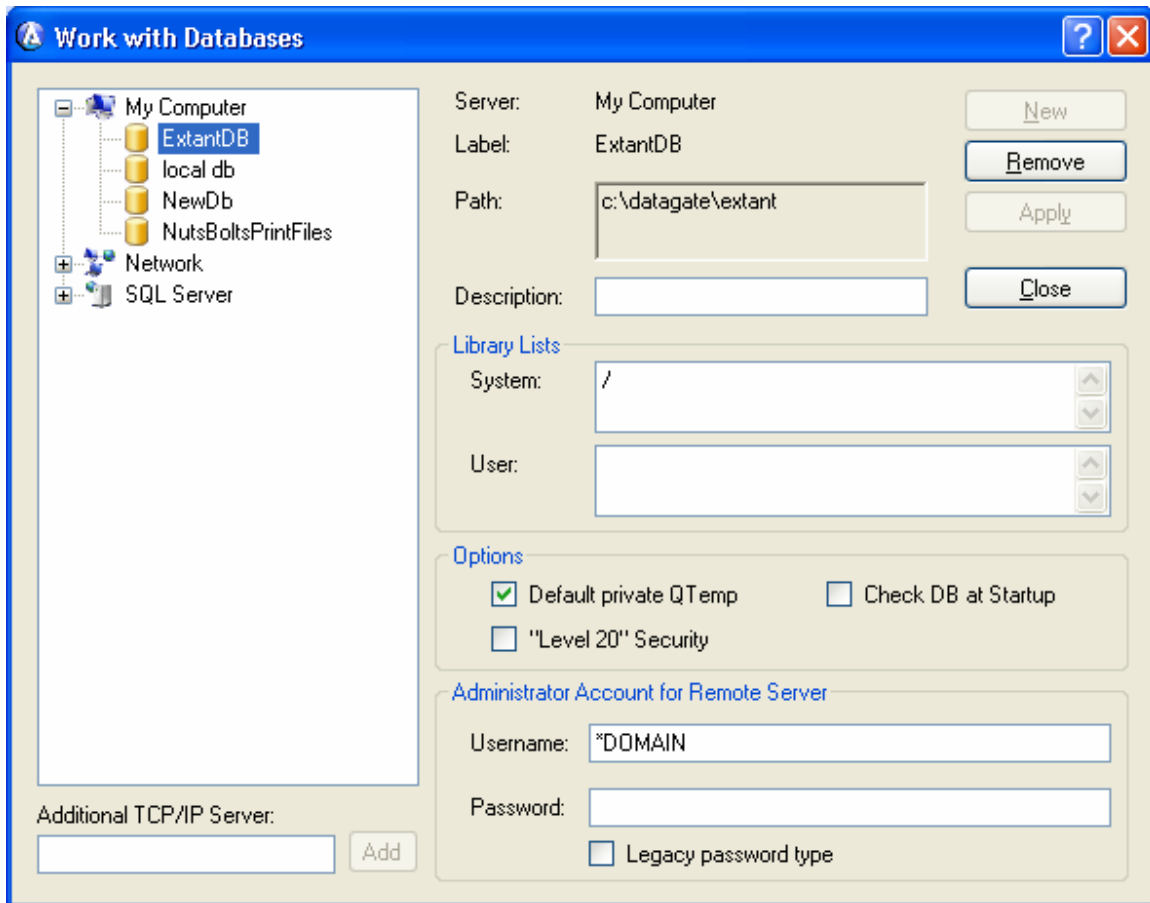 Work with Databases
?
My Computer
ExtantDB
local db
NewDb
NutsBoltsPrintFiles
Network
SQL Server
Additional TCP/IP Server:
Add
Server: My Computer
Label: ExtantDB
Path: c:\datagate\extant
Description:
New
Remove
Apply
Close
Library Lists
System: /
User:
Options
Default private QTemp
Check DB at Startup
"Level 20" Security
Administrator Account for Remote Server
Username: *DOMAIN
Password:
Legacy password type